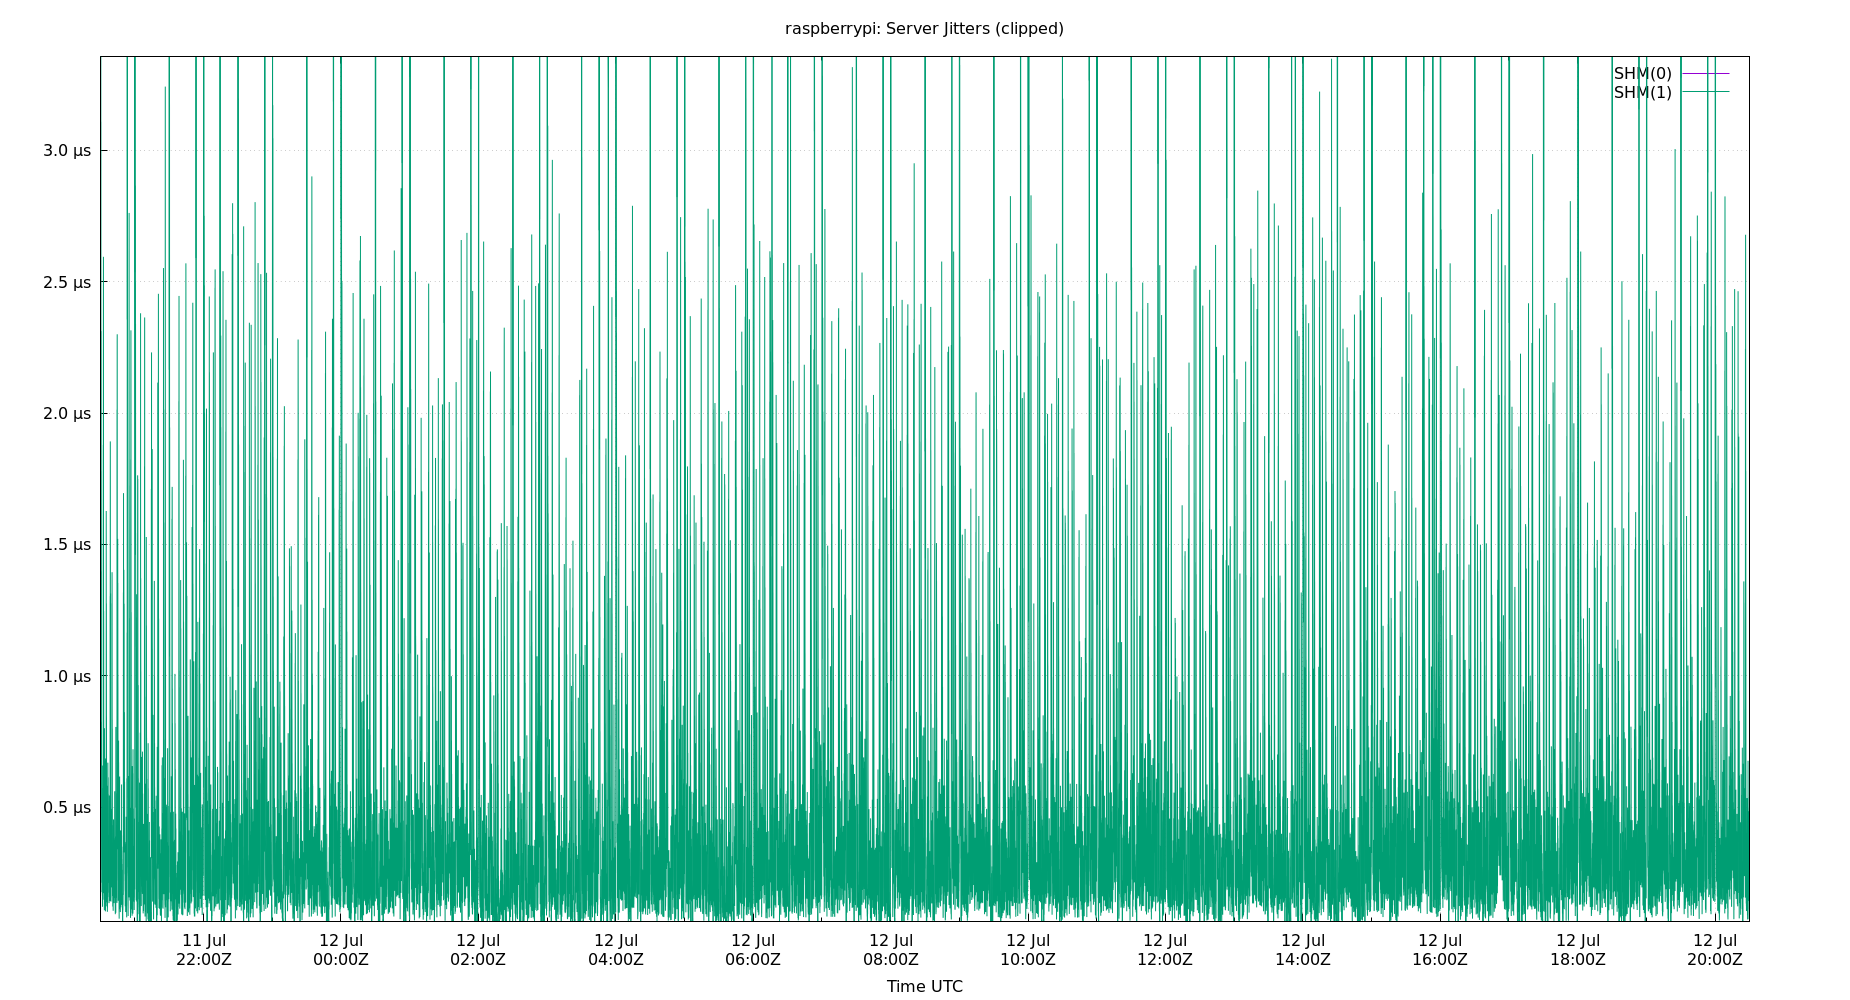 raspberrypi: Server Jitters (clipped)
SHM(0)
SHM(1)
3.0 µs
2.5 µs
2.0 µs
1.5 µs
1.0 µs
0.5 µs
11 Jul 12 Jul 12 Jul 12 Jul 12 Jul 12 Jul 12 Jul 12 Jul 12 Jul 12 Jul 12 Jul 12 Jul
22:00Z 00:00Z 02:00Z 04:00Z 06:00Z 08:00Z 10:00Z 12:00Z 14:00Z 16:00Z 18:00Z 20:00Z
Time UTC